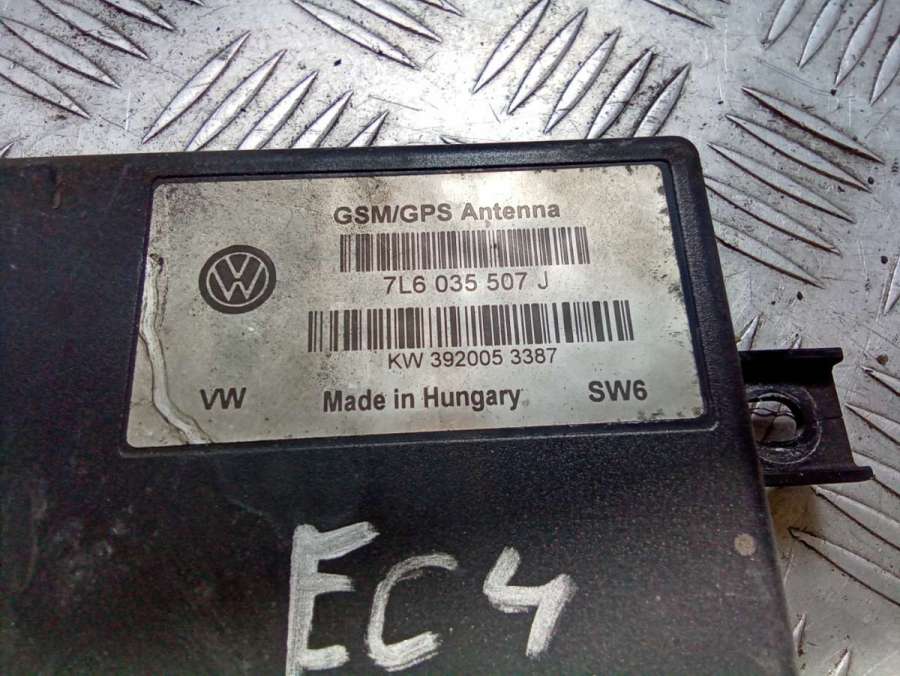 GSM/GPS Antenna
7L6 035 507 J
KW 392005 3387
VW Made in Hungary SW6
EC4